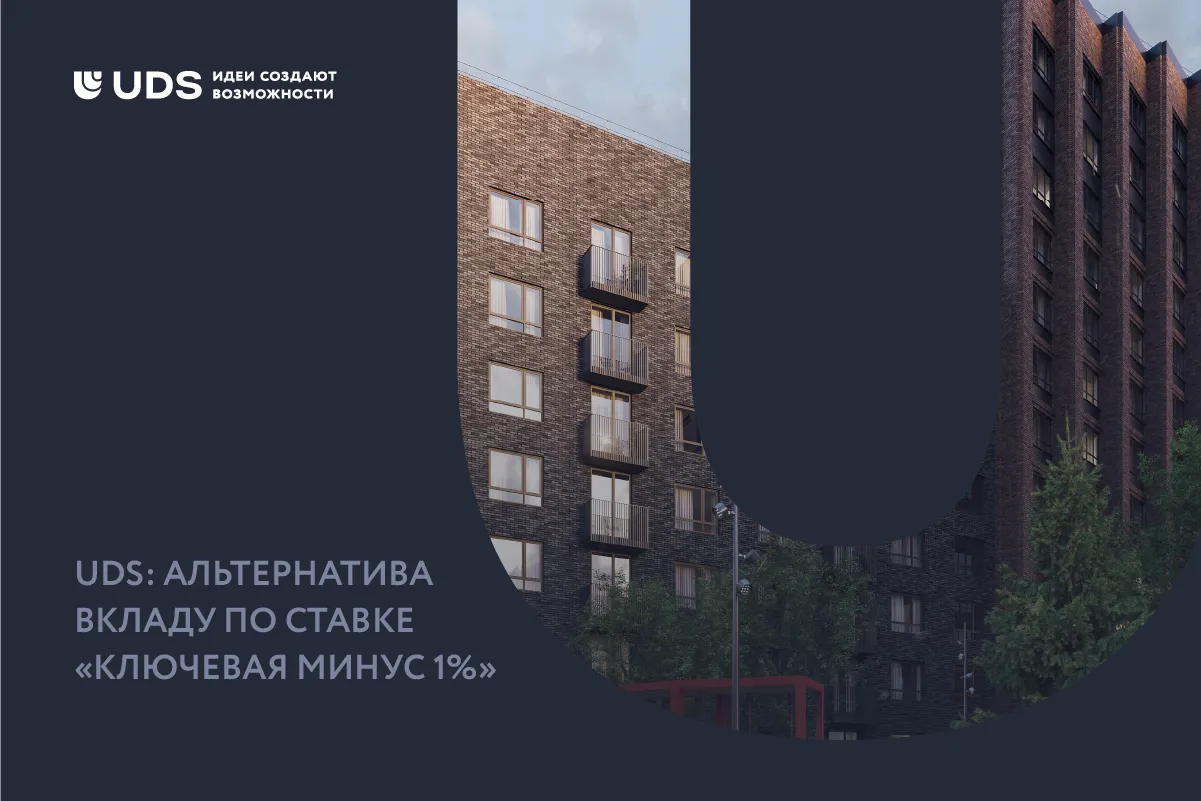 UDS ИДЕИ СОЗДАЮТ
ВОЗМОЖНОСТИ
UDS: АЛЬТЕРНАТИВА
ВКЛАДУ ПО СТАВКЕ
«КЛЮЧЕВАЯ МИНУС 1%»